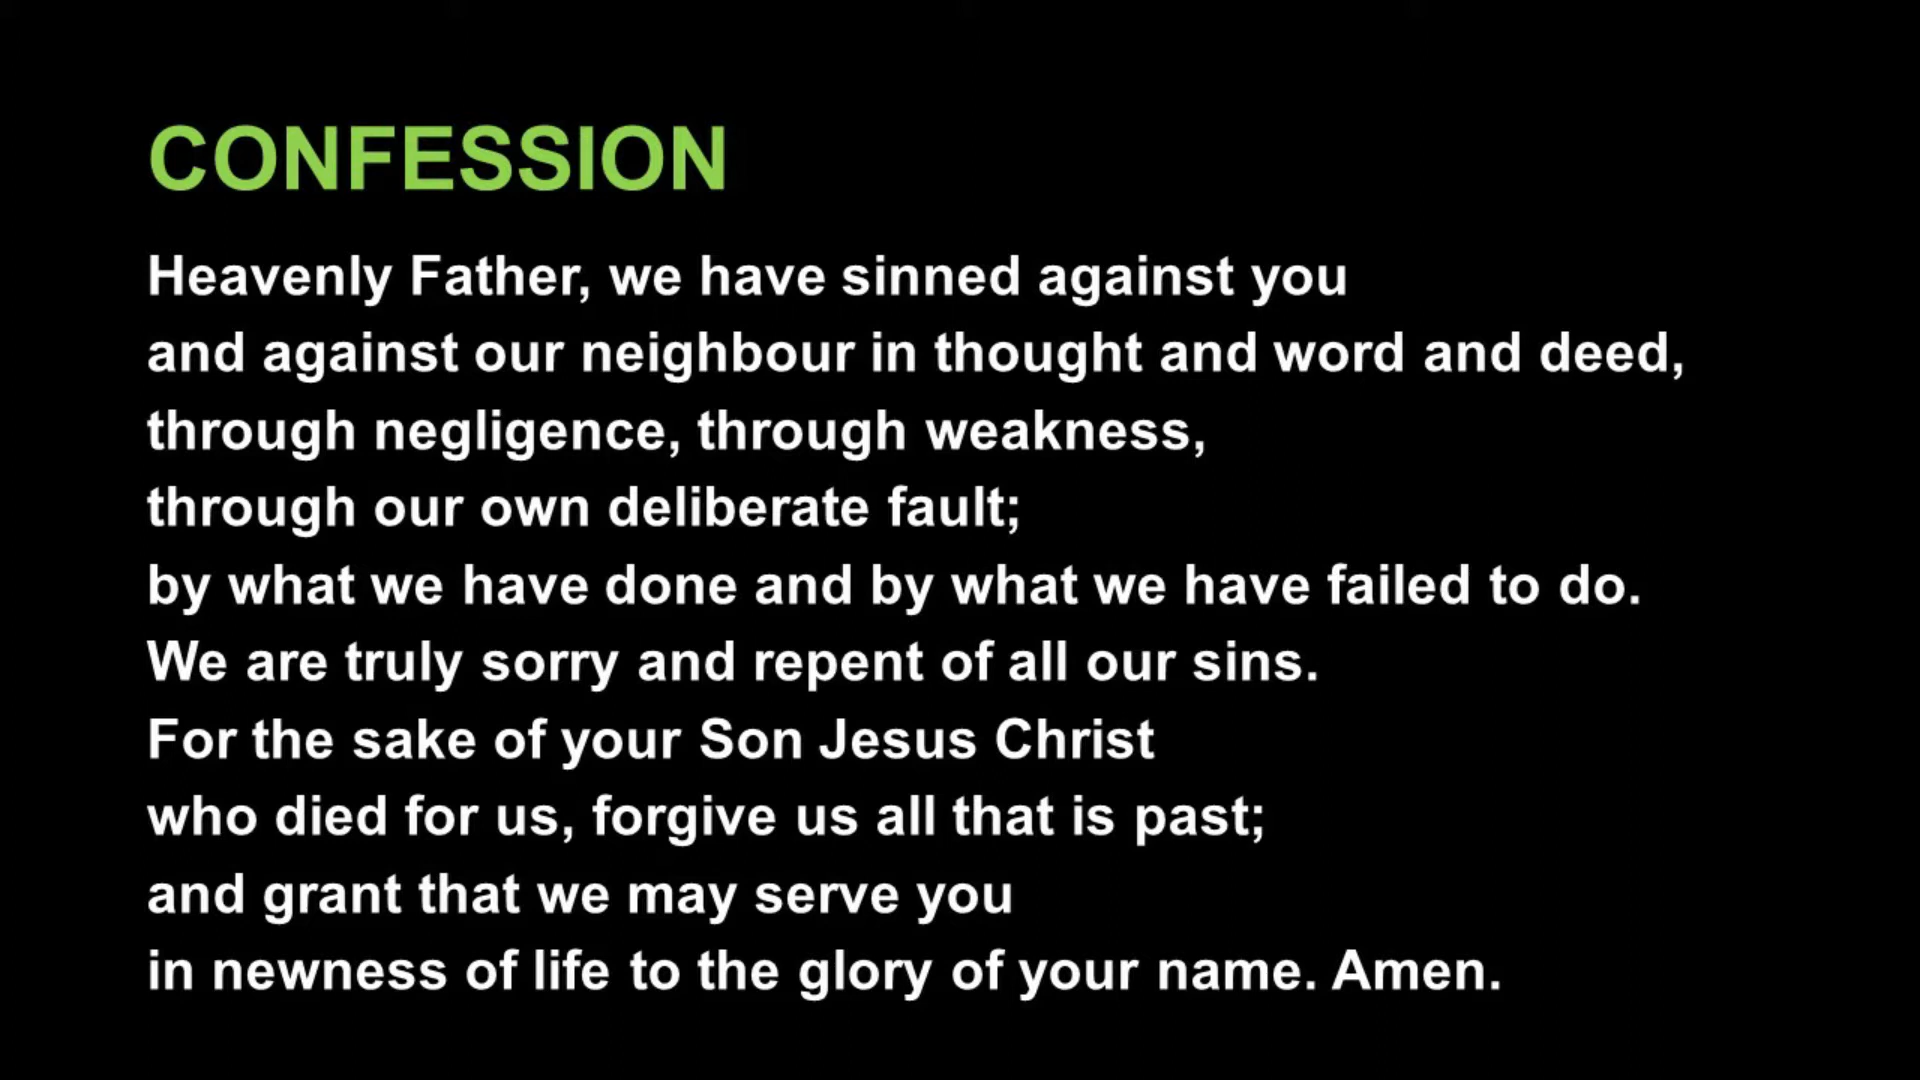 CONFESSION
Heavenly Father, we have sinned against you
and against our neighbour in thought and word and deed,
through negligence, through weakness,
through our own deliberate fault;
by what we have done and by what we have failed to do.
We are truly sorry and repent of all our sins.
For the sake of your Son Jesus Christ
who died for us, forgive us all that is past;
and grant that we may serve you
in newness of life to the glory of your name. Amen.